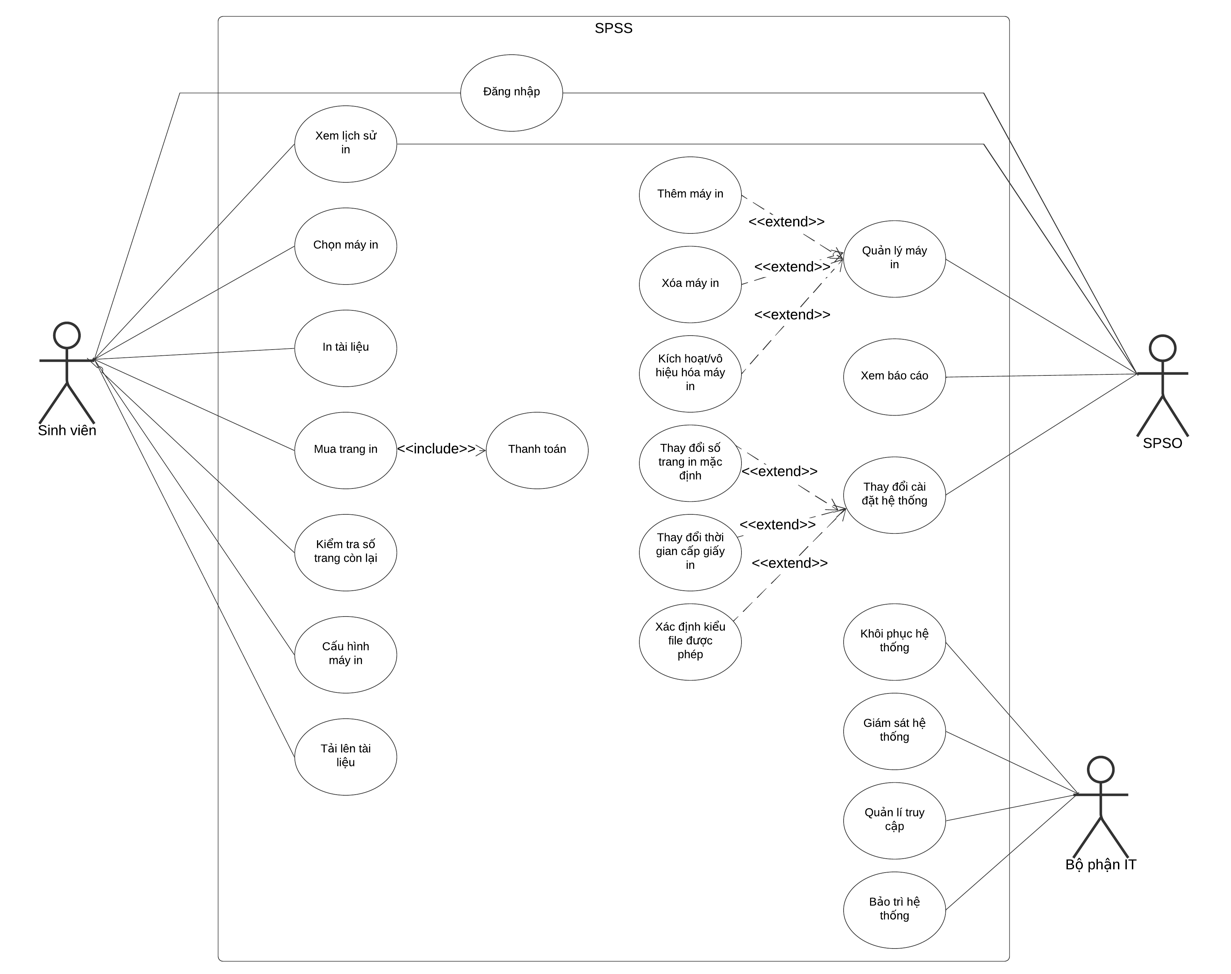 SPSS
Đăng nhập
Xem lịch sử
in
Chọn máy in
In tài liệu
Mua trang in
<<include>>
Thanh toán
Kiểm tra số
trang còn lại
Cấu hình
máy in
Tải lên tài
liệu
Sinh viên
Thêm máy in
<<extend>>
Xóa máy in
<<extend>>
Kích hoạt/vô
hiệu hóa máy
in
<<extend>>
Quản lý máy
in
Xem báo cáo
Thay đổi số
trang in mặc
định
<<extend>>
Thay đổi thời
gian cấp giấy
in
<<extend>>
Xác định kiểu
file được
phép
<<extend>>
Thay đổi cài
đặt hệ thống
SPSO
Khôi phục hệ
thống
Giám sát hệ
thống
Quản lí truy
cập
Bảo trì hệ
thống
Bộ phận IT